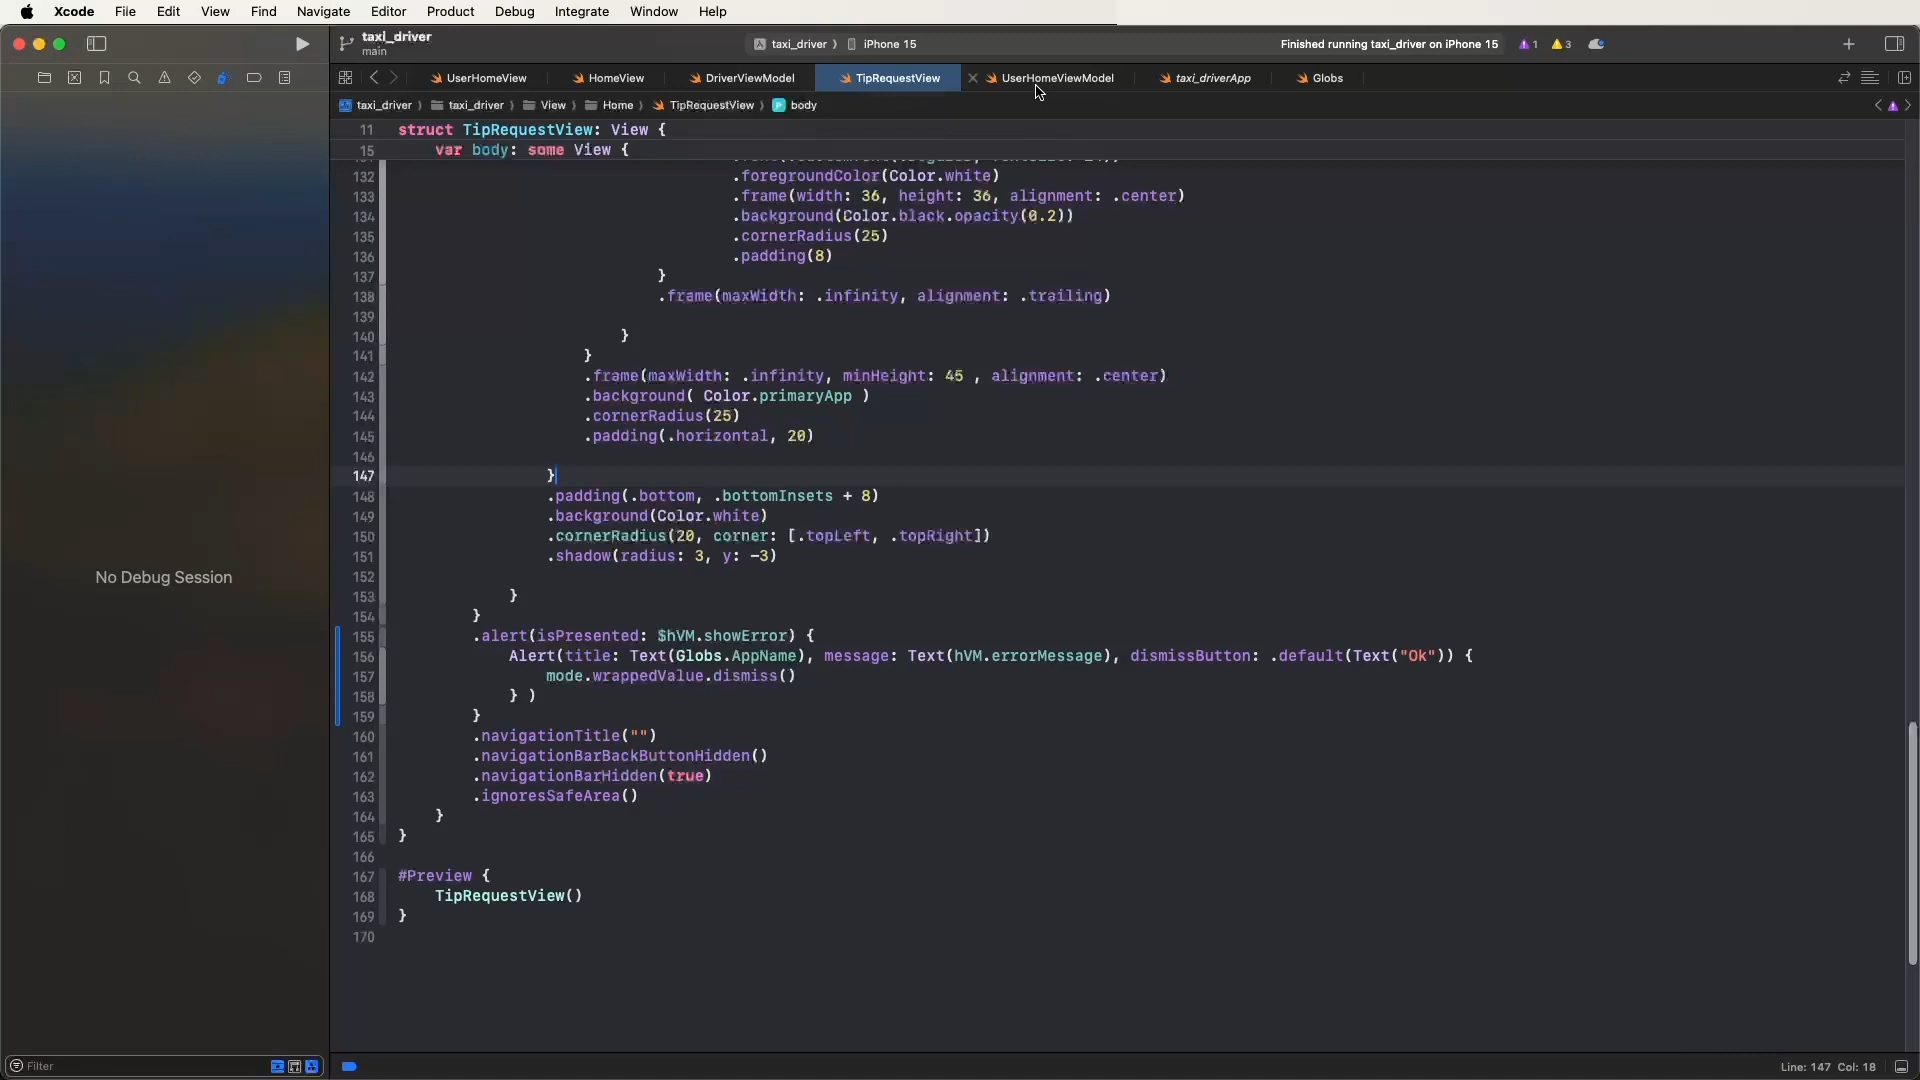 Xcode File Edit View Find Navigate Editor Product Debug Integrate Window Help
taxi_driver
main
taxi_driver ⟩ iPhone 15
Finished running taxi_driver on iPhone 15 1 3
UserHomeView HomeView DriverViewModel TipRequestView UserHomeViewModel taxi_driverApp Globs
taxi_driver ⟩ taxi_driver ⟩ View ⟩ Home ⟩ TipRequestView ⟩ P body
11 struct TipRequestView: View {
15 var body: some View {
132 .foregroundColor(Color.white)
133 .frame(width: 36, height: 36, alignment: .center)
134 .background(Color.black.opacity(0.2))
135 .cornerRadius(25)
136 .padding(8)
137 }
138 .frame(maxWidth: .infinity, alignment: .trailing)
139
140 }
141 }
142 .frame(maxWidth: .infinity, minHeight: 45 , alignment: .center)
143 .background( Color.primaryApp )
144 .cornerRadius(25)
145 .padding(.horizontal, 20)
146
147 }
148 .padding(.bottom, .bottomInsets + 8)
149 .background(Color.white)
150 .cornerRadius(20, corner: [.topLeft, .topRight])
151 .shadow(radius: 3, y: -3)
152
153 }
154 }
155 .alert(isPresented: $hVM.showError) {
156 Alert(title: Text(Globs.AppName), message: Text(hVM.errorMessage), dismissButton: .default(Text("Ok")) {
157 mode.wrappedValue.dismiss()
158 } )
159 }
160 .navigationTitle("")
161 .navigationBarBackButtonHidden()
162 .navigationBarHidden(true)
163 .ignoresSafeArea()
164 }
165 }
166
167 #Preview {
168 TipRequestView()
169 }
170
No Debug Session
Filter
Line: 147 Col: 18